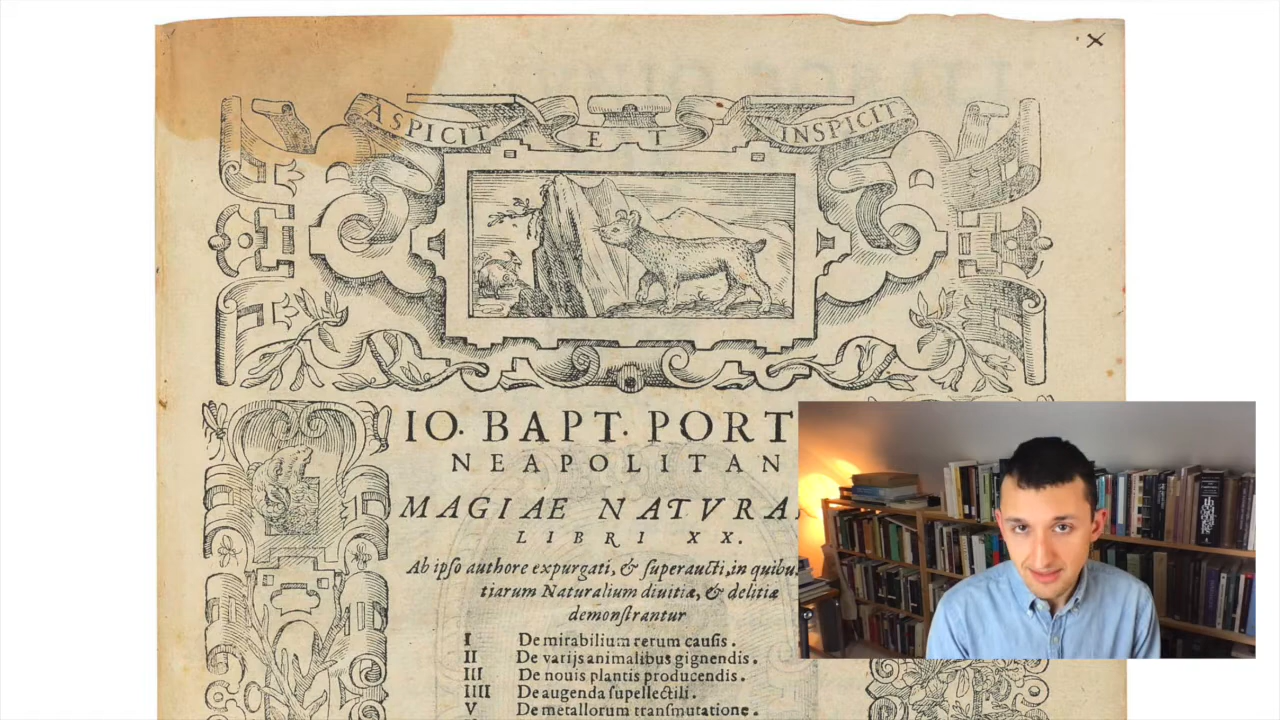 ASPICIT ET INSPICIT
IO. BAPT. PORT
NEAPOLITAN
MAGIAE NATVRA
LIBRI XX.
Ab ipso authore expurgati, & superaucti, in quibu
tiarum Naturalium diuitiæ, & delitiæ
demonstrantur
I De mirabilium rerum causis.
II De varijs animalibus gignendis.
III De nouis plantis producendis.
IIII De augenda supellectili.
V De metallorum transmutatione.